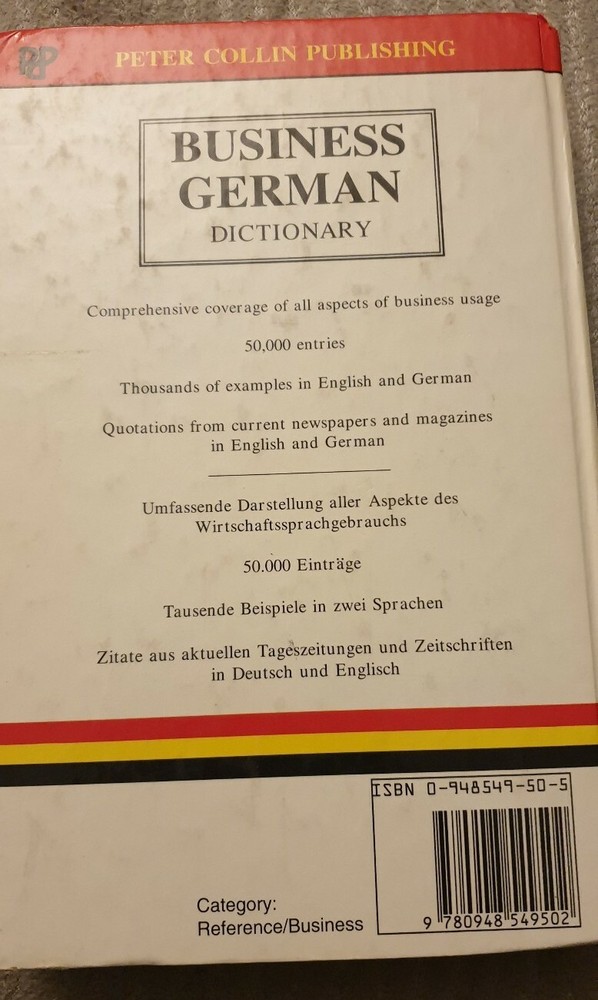 PCP
PETER COLLIN PUBLISHING
BUSINESS
GERMAN
DICTIONARY
Comprehensive coverage of all aspects of business usage
50,000 entries
Thousands of examples in English and German
Quotations from current newspapers and magazines
in English and German
Umfassende Darstellung aller Aspekte des
Wirtschaftssprachgebrauchs
50.000 Einträge
Tausende Beispiele in zwei Sprachen
Zitate aus aktuellen Tageszeitungen und Zeitschriften
in Deutsch und Englisch
ISBN 0-948549-50-5
9 780948 549502
Category:
Reference/Business